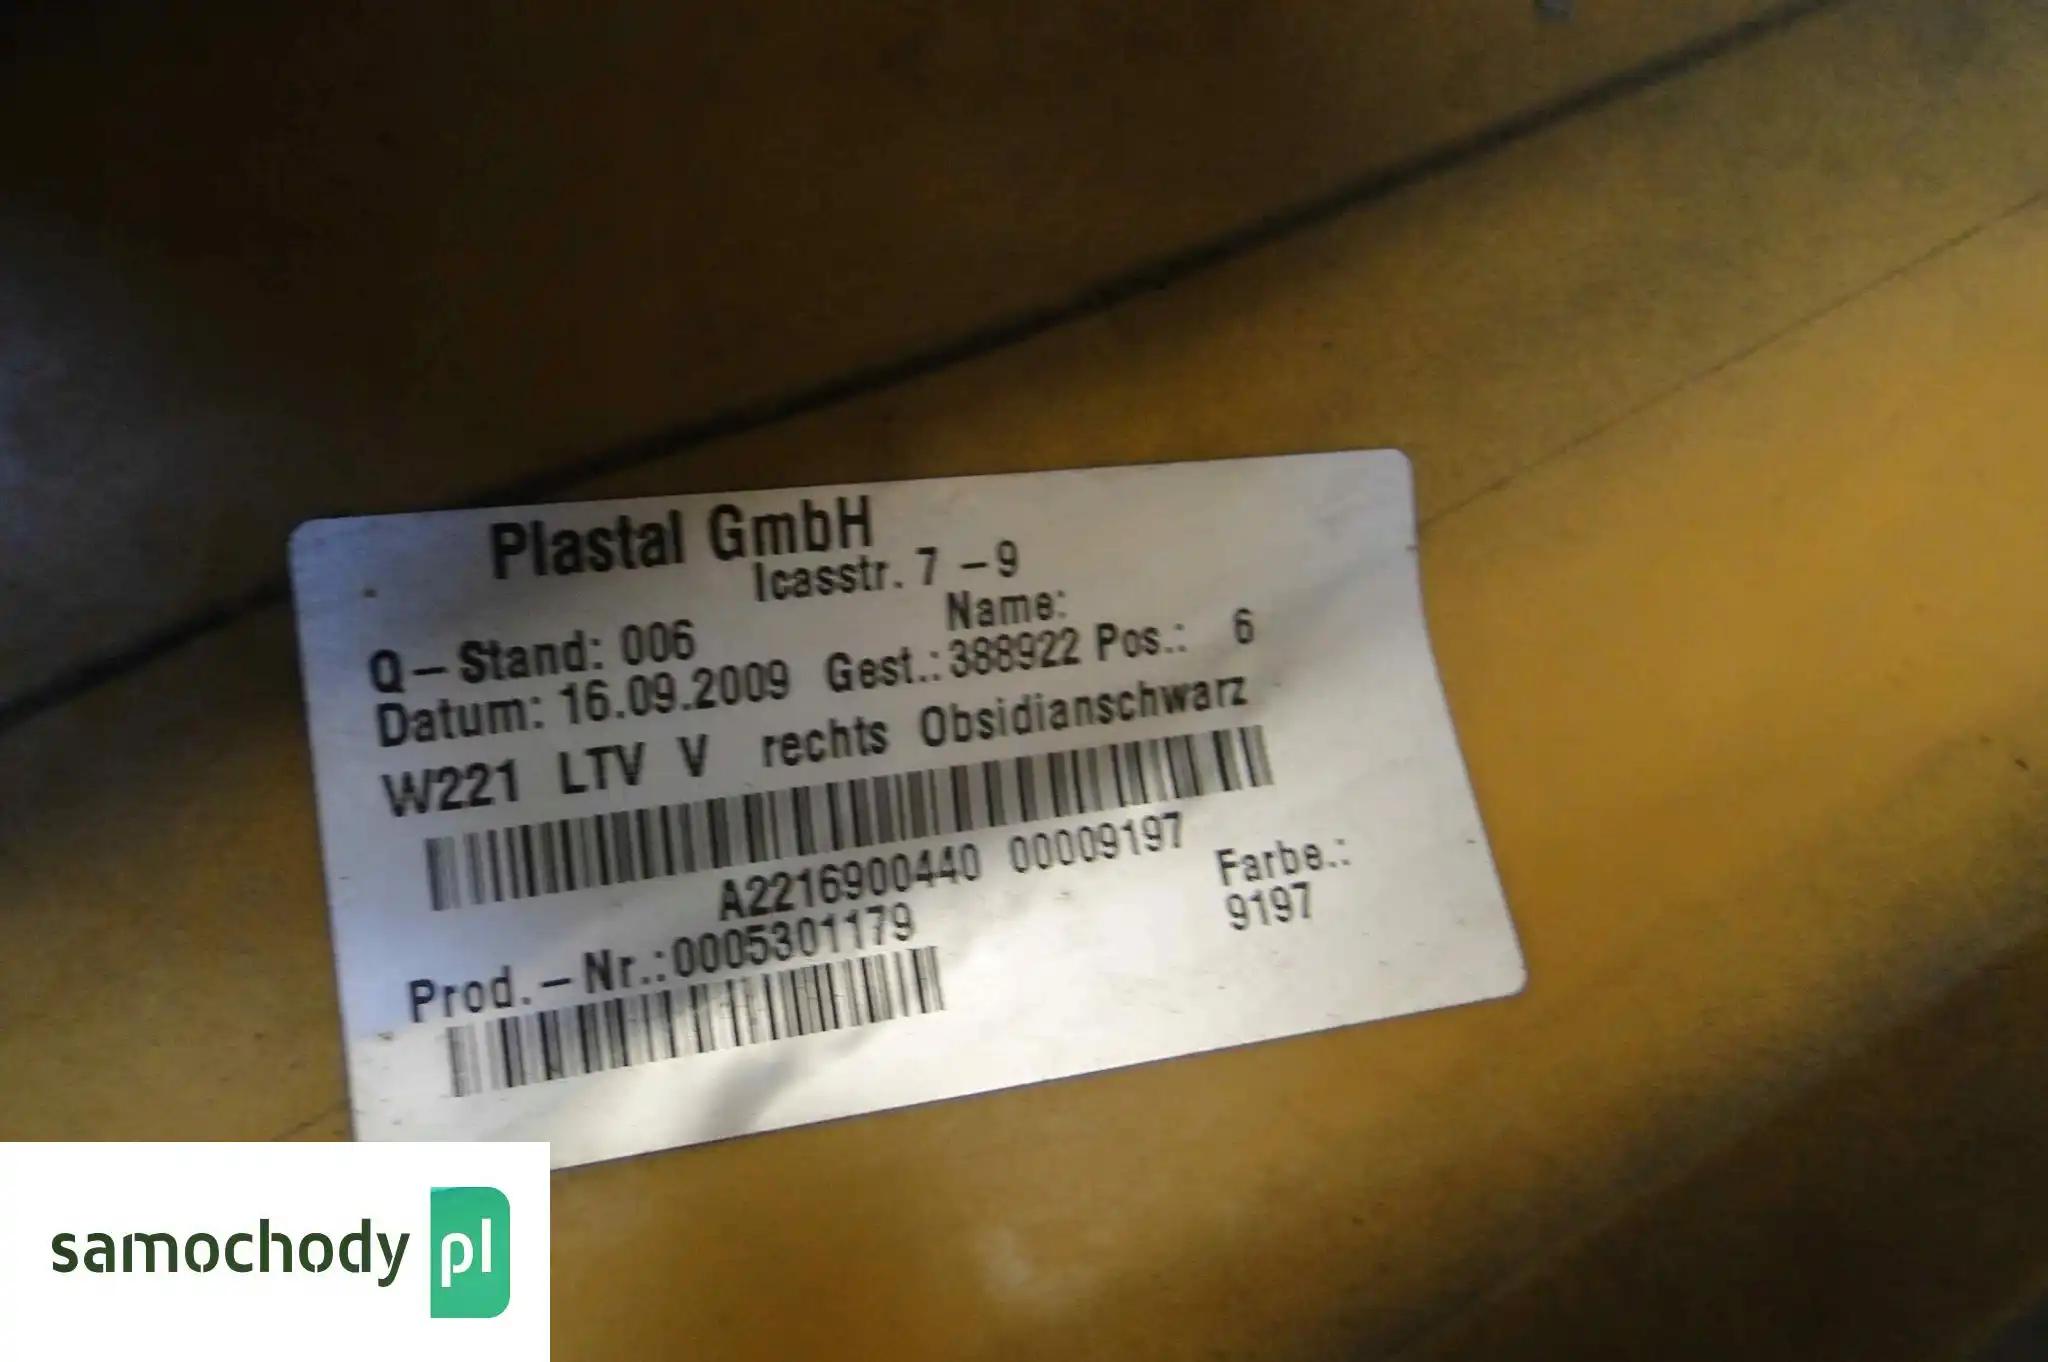 Plastal GmbH
Icasstr. 7 - 9
Q-Stand: 006 Name:
Datum: 16.09.2009 Gest.: 388922 Pos.: 6
W221 LTV V rechts Obsidianschwarz
A2216900440 00009197
Prod.-Nr.:0005301179 Farbe.:
9197
samochody pl